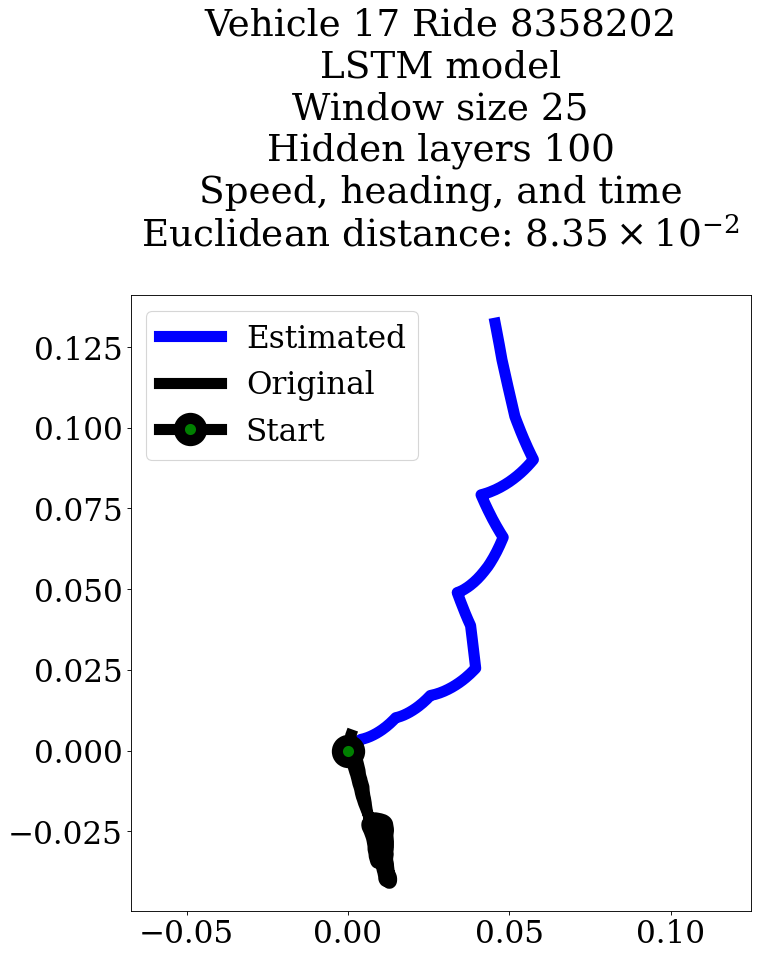 Vehicle 17 Ride 8358202
LSTM model
Window size 25
Hidden layers 100
Speed, heading, and time
Euclidean distance: 8.35 × 10⁻²
Estimated
Original
Start
0.125
0.100
0.075
0.050
0.025
0.000
−0.025
−0.05 0.00 0.05 0.10